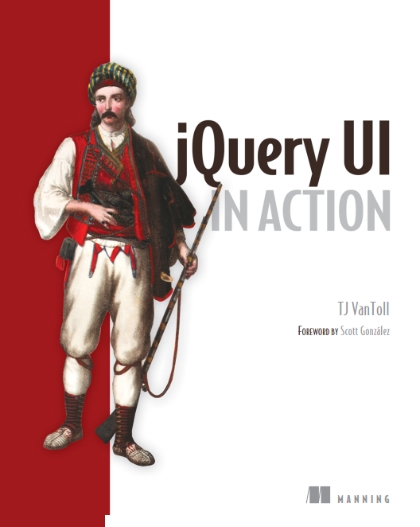 jQuery UI
IN ACTION
TJ VanToll
FOREWORD BY Scott González
MANNING